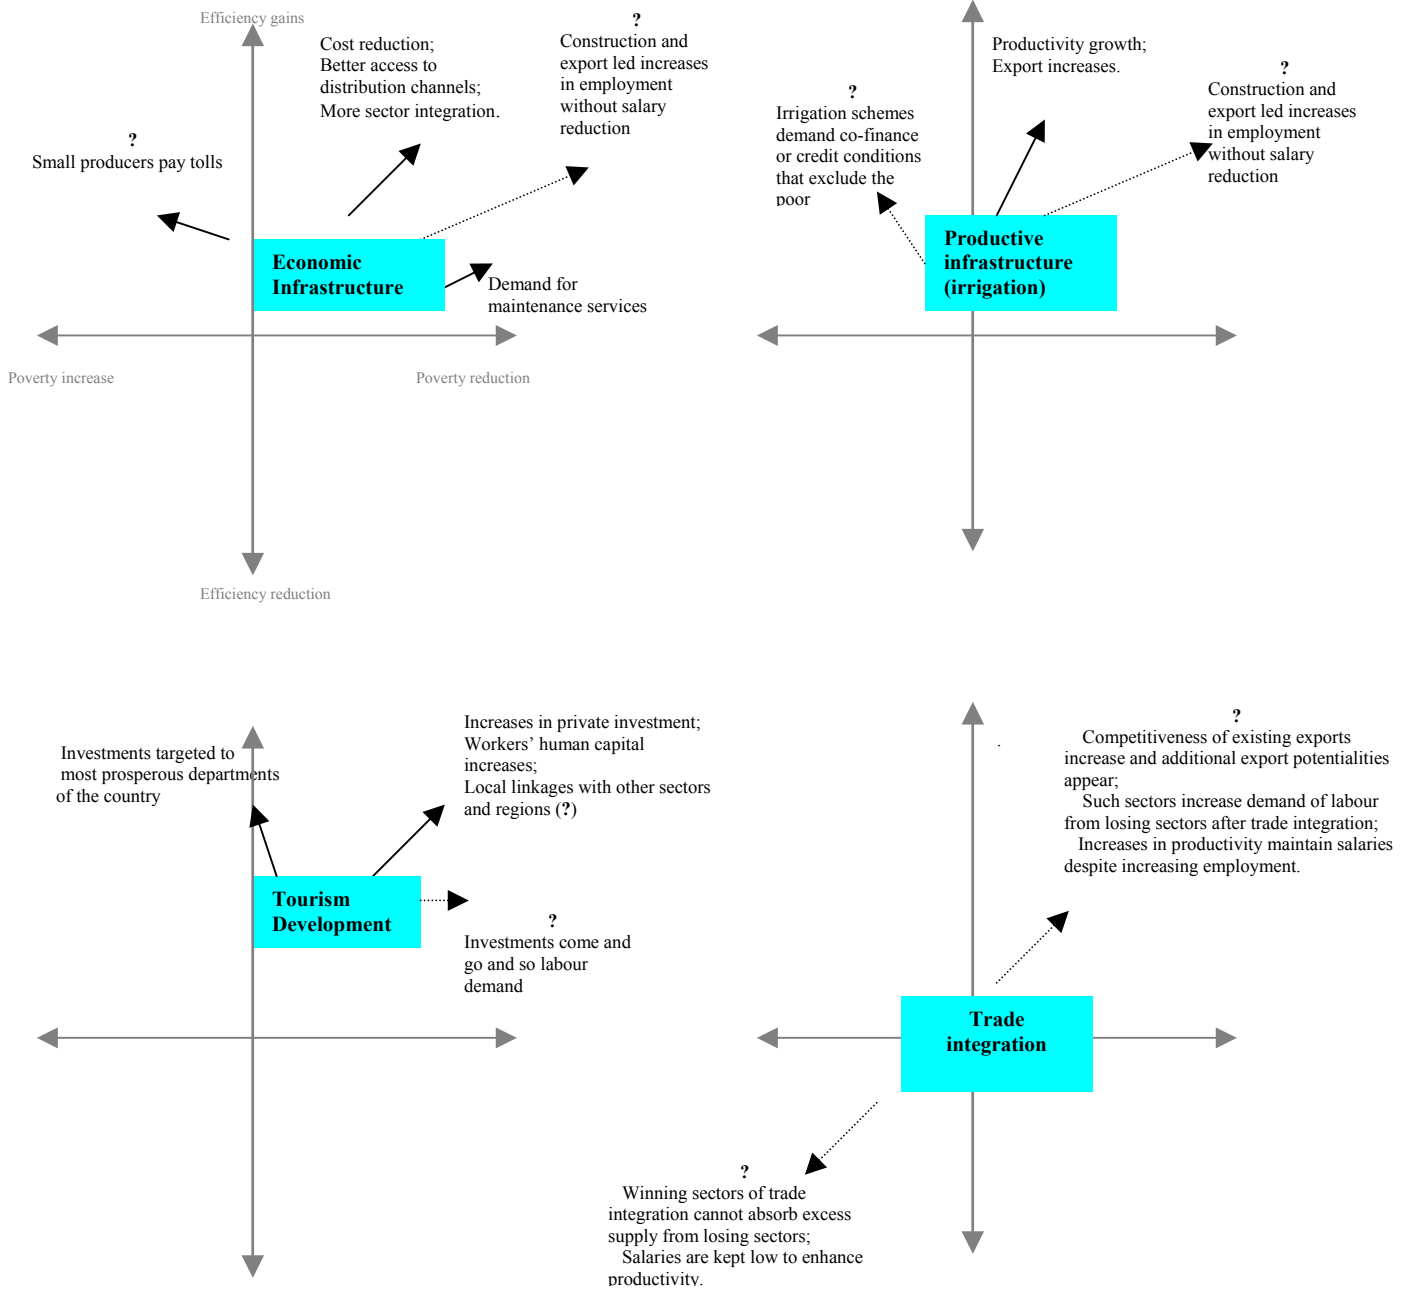 Efficiency gains
Cost reduction;
Better access to
distribution channels;
More sector integration.
?
Construction and
export led increases
in employment
without salary
reduction
?
Small producers pay tolls
Economic
Infrastructure
Demand for
maintenance services
Poverty increase
Poverty reduction
Efficiency reduction
Productivity growth;
Export increases.
?
Irrigation schemes
demand co-finance
or credit conditions
that exclude the
poor
?
Construction and
export led increases
in employment
without salary
reduction
Productive
infrastructure
(irrigation)
Investments targeted to
most prosperous departments
of the country
Increases in private investment;
Workers’ human capital
increases;
Local linkages with other sectors
and regions (?)
Tourism
Development
?
Investments come and
go and so labour
demand
.
?
Competitiveness of existing exports
increase and additional export potentialities
appear;
Such sectors increase demand of labour
from losing sectors after trade integration;
Increases in productivity maintain salaries
despite increasing employment.
Trade
integration
?
Winning sectors of trade
integration cannot absorb excess
supply from losing sectors;
Salaries are kept low to enhance
productivity.